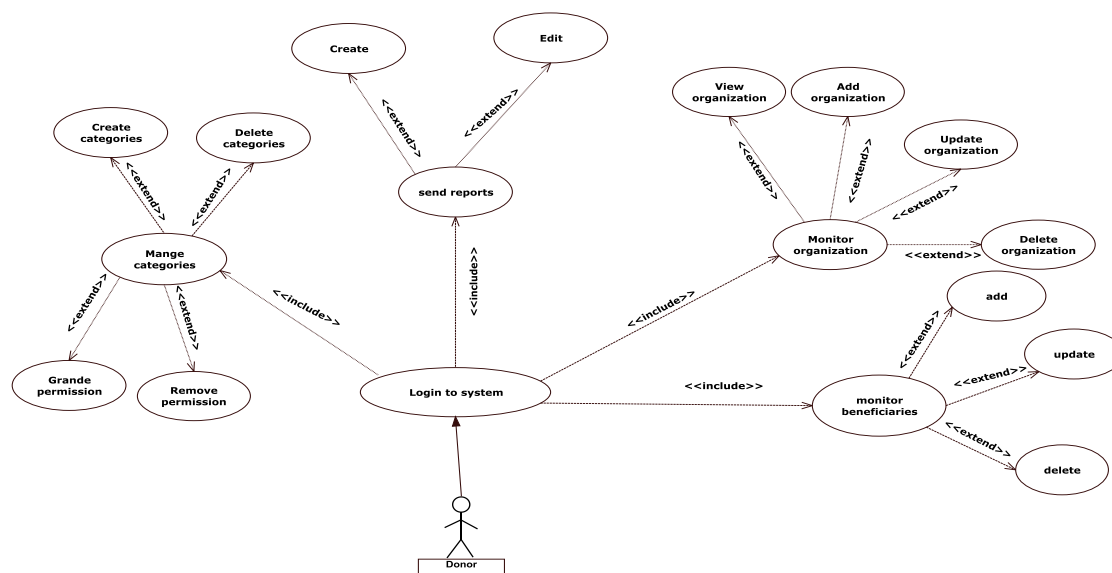 Create
Edit
View
organization
Add
organization
<<extend>>
<<extend>>
Create
categories
Delete
categories
Update
organization
<<extend>>
<<extend>>
<<extend>>
<<extend>>
<<extend>>
send reports
<<extend>>
Mange
categories
Monitor
organization
Delete
organization
<<extend>>
<<include>>
<<extend>>
<<extend>>
<<include>>
<<include>>
add
<<extend>>
update
Grande
permission
Remove
permission
Login to system
<<include>>
<<extend>>
monitor
beneficiaries
<<extend>>
delete
Donor